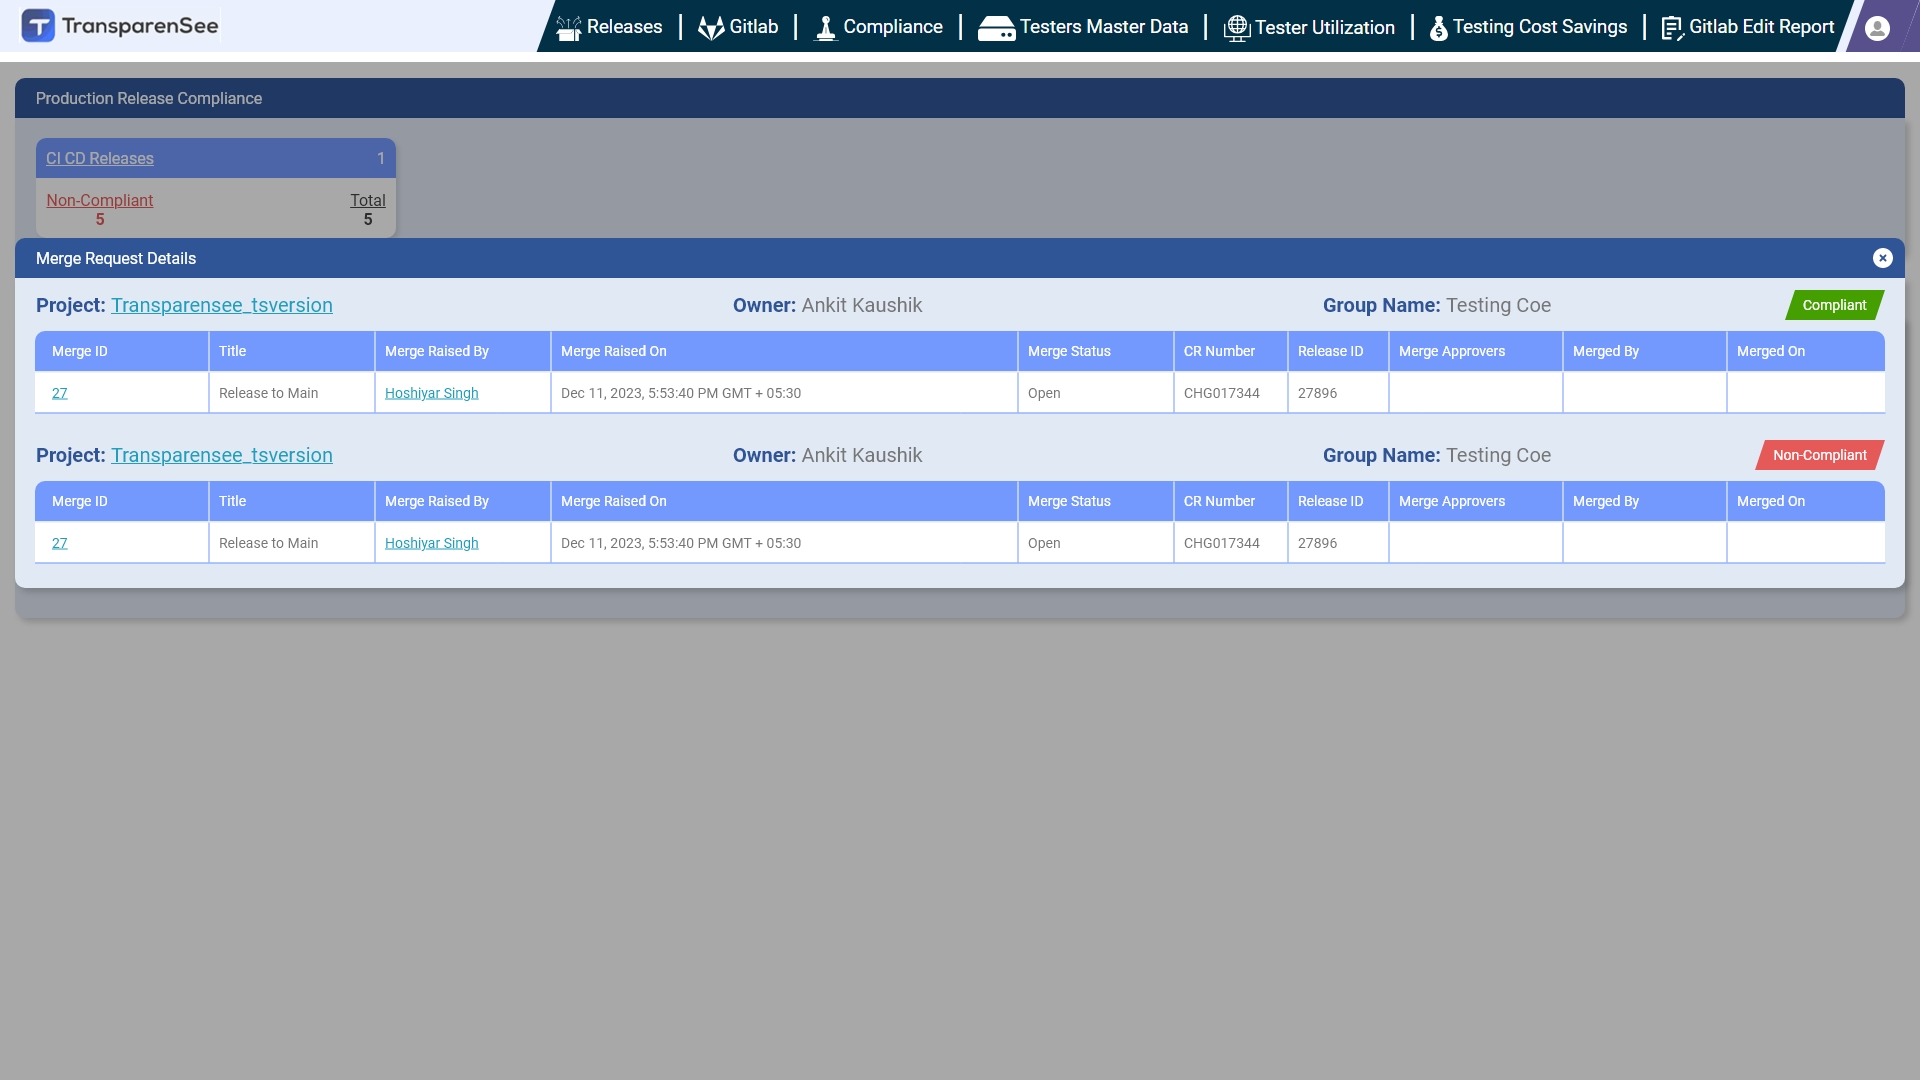 TransparenSee
Releases | Gitlab | Compliance | Testers Master Data | Tester Utilization | Testing Cost Savings | Gitlab Edit Report
Production Release Compliance
CI CD Releases 1
Non-Compliant Total
5 5
Merge Request Details
Project: Transparensee_tsversion Owner: Ankit Kaushik Group Name: Testing Coe Compliant
Merge ID Title Merge Raised By Merge Raised On Merge Status CR Number Release ID Merge Approvers Merged By Merged On
27 Release to Main Hoshiyar Singh Dec 11, 2023, 5:53:40 PM GMT + 05:30 Open CHG017344 27896
Project: Transparensee_tsversion Owner: Ankit Kaushik Group Name: Testing Coe Non-Compliant
Merge ID Title Merge Raised By Merge Raised On Merge Status CR Number Release ID Merge Approvers Merged By Merged On
27 Release to Main Hoshiyar Singh Dec 11, 2023, 5:53:40 PM GMT + 05:30 Open CHG017344 27896